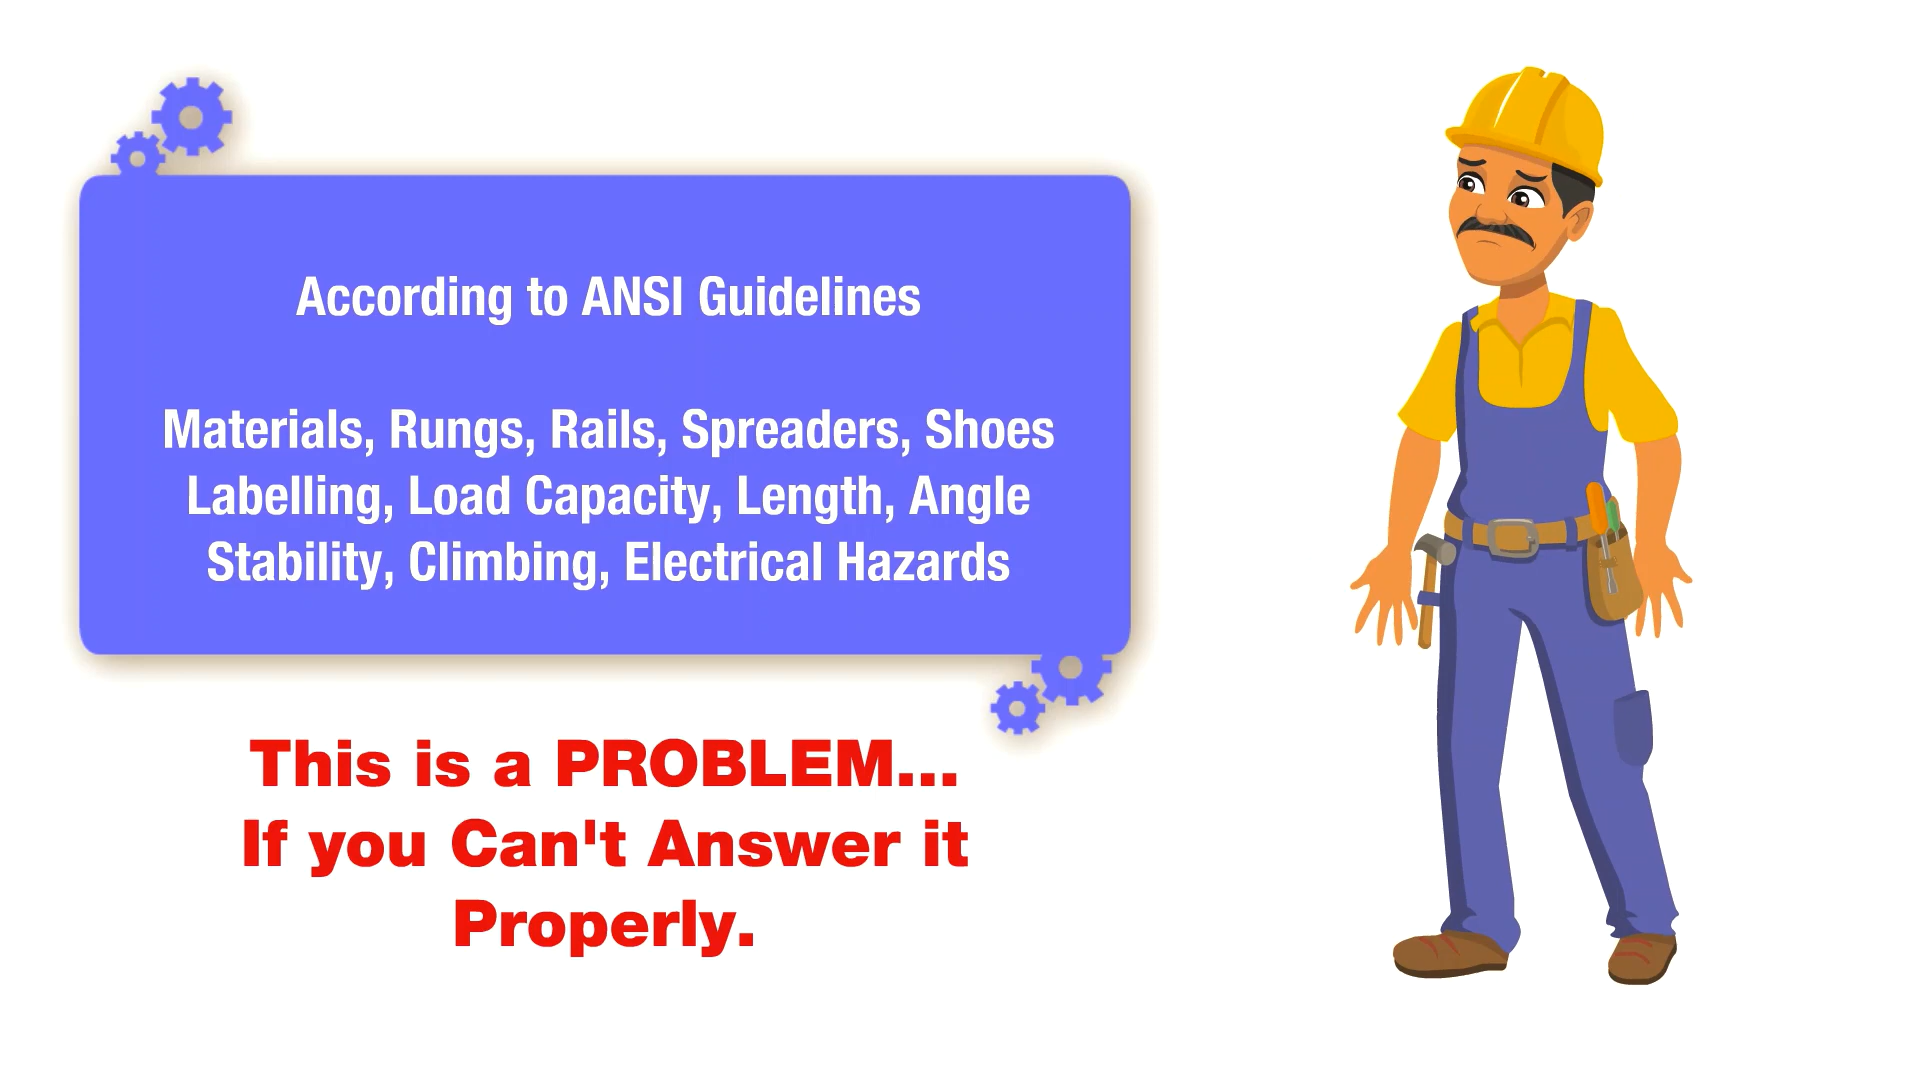 According to ANSI Guidelines
Materials, Rungs, Rails, Spreaders, Shoes
Labelling, Load Capacity, Length, Angle
Stability, Climbing, Electrical Hazards
This is a PROBLEM...
If you Can't Answer it
Properly.